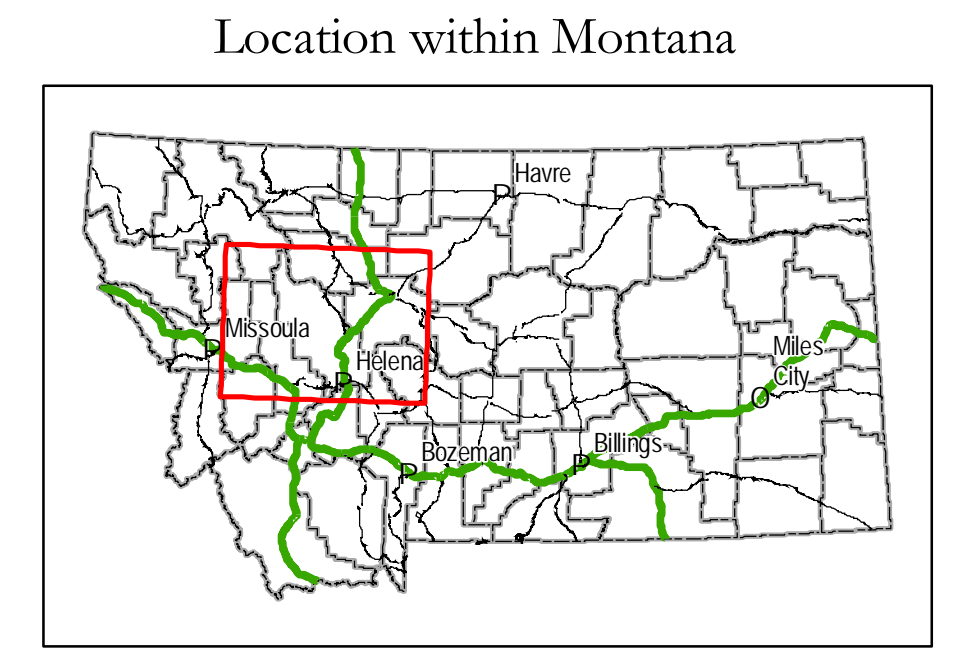 Location within Montana
Havre
P
Missoula
P
Helena
P
Miles
City
O
Bozeman
P
Billings
P